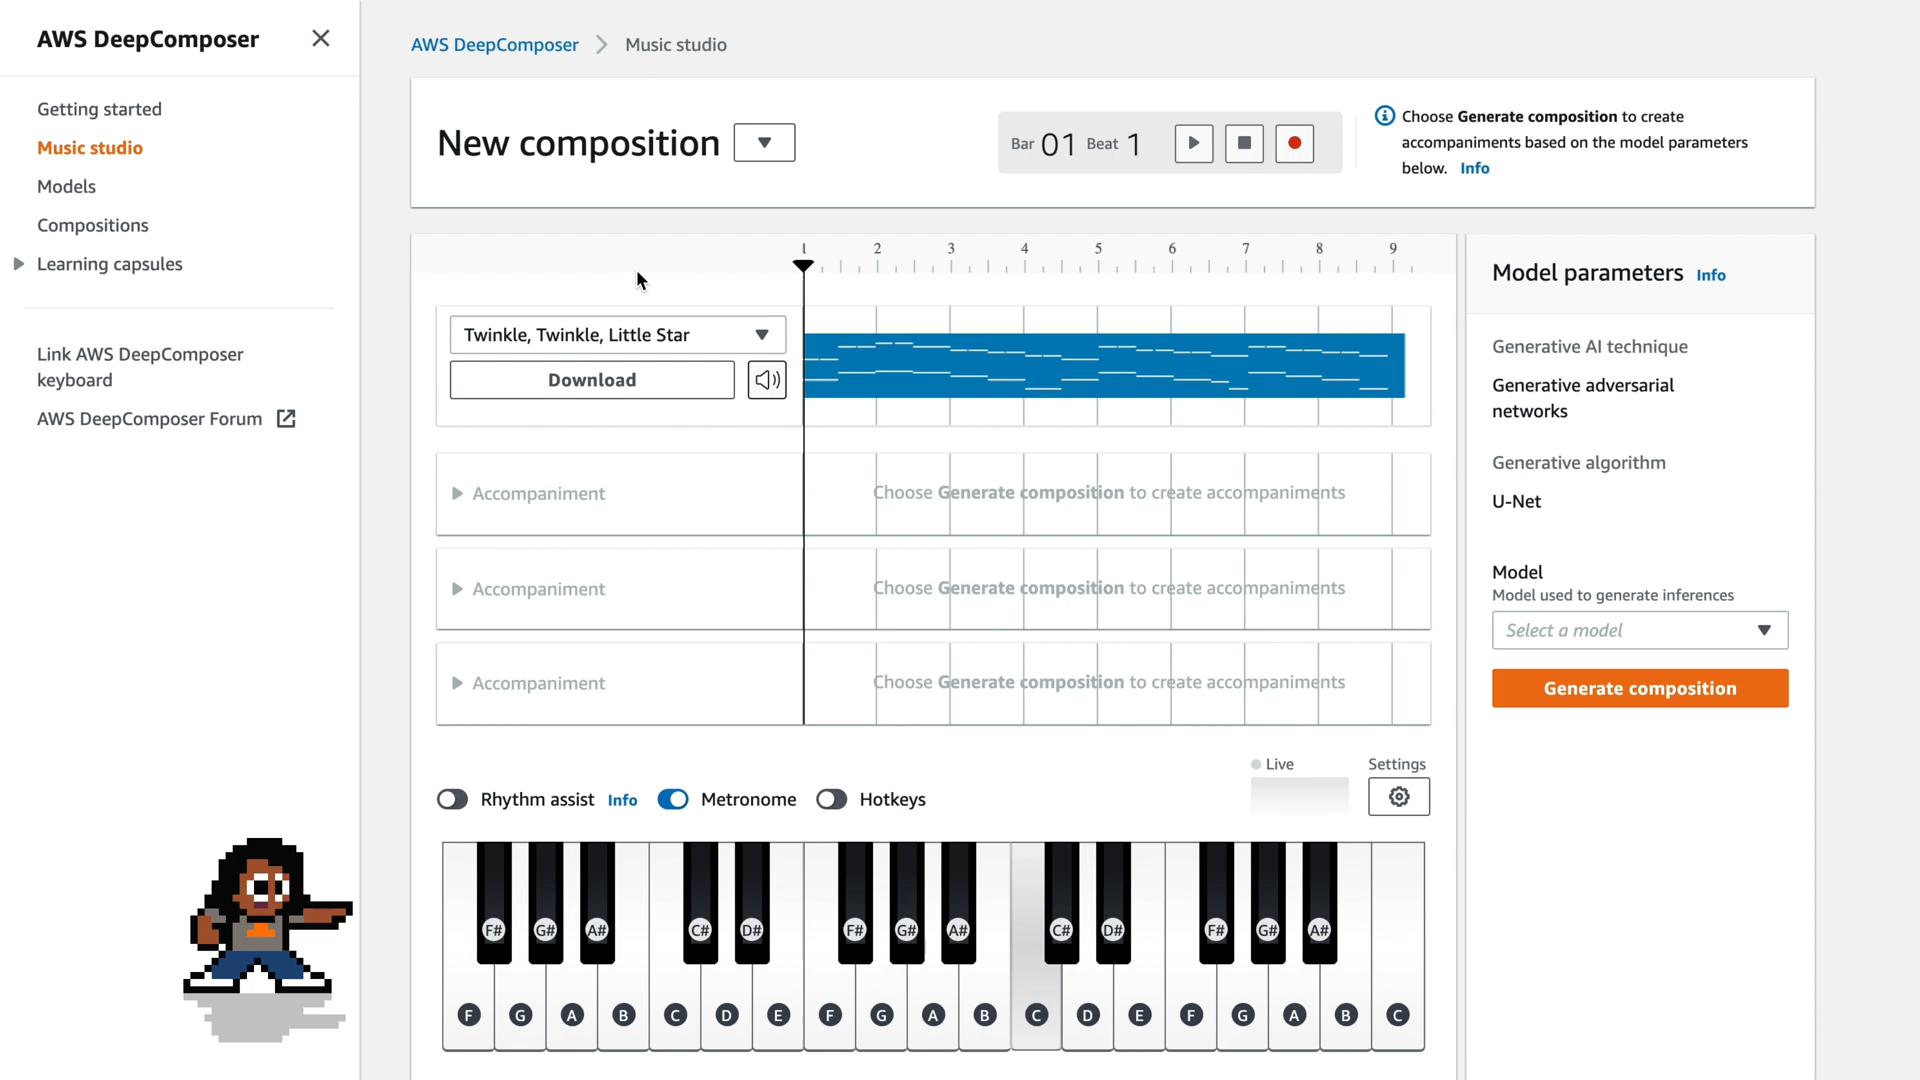 AWS DeepComposer
Getting started
Music studio
Models
Compositions
Learning capsules
Link AWS DeepComposer
keyboard
AWS DeepComposer Forum
AWS DeepComposer > Music studio
New composition
Bar 01 Beat 1
Choose Generate composition to create
accompaniments based on the model parameters
below. Info
1 2 3 4 5 6 7 8 9
Twinkle, Twinkle, Little Star
Download
Accompaniment
Choose Generate composition to create accompaniments
Accompaniment
Choose Generate composition to create accompaniments
Accompaniment
Choose Generate composition to create accompaniments
Model parameters Info
Generative AI technique
Generative adversarial
networks
Generative algorithm
U-Net
Model
Model used to generate inferences
Select a model
Generate composition
Live
Settings
Rhythm assist Info Metronome Hotkeys
F# G# A# C# D# F# G# A# C# D# F# G# A#
F G A B C D E F G A B C D E F G A B C